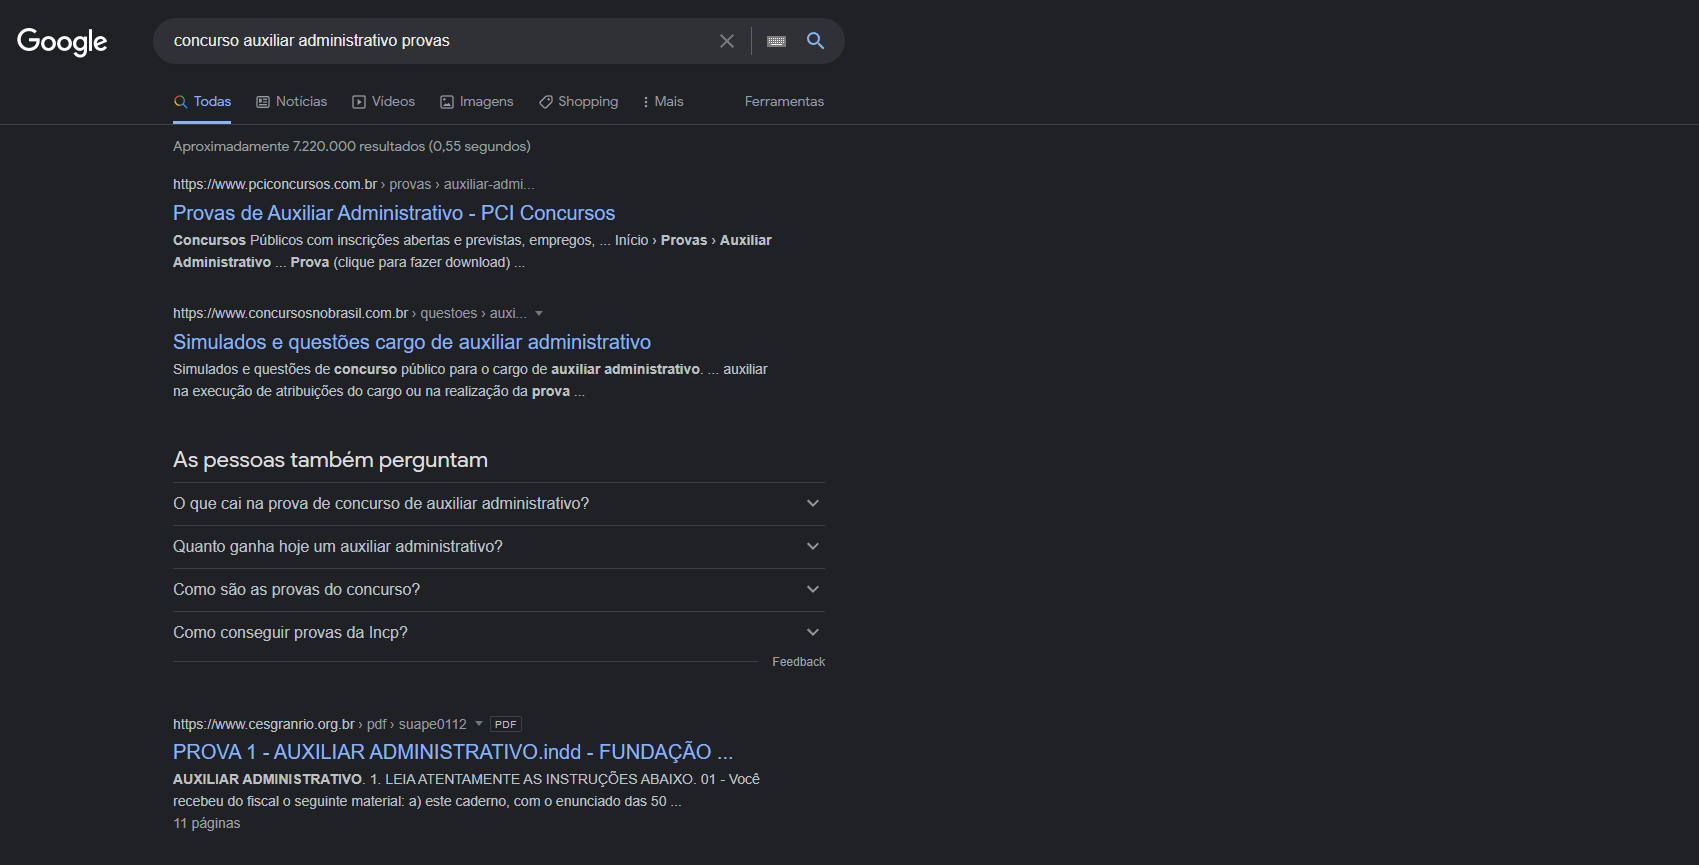 Google
concurso auxiliar administrativo provas
Todas Notícias Vídeos Imagens Shopping Mais Ferramentas
Aproximadamente 7.220.000 resultados (0,55 segundos)
https://www.pciconcursos.com.br › provas › auxiliar-admi...
Provas de Auxiliar Administrativo - PCI Concursos
Concursos Públicos com inscrições abertas e previstas, empregos, ... Início › Provas › Auxiliar
Administrativo ... Prova (clique para fazer download) ...
https://www.concursosnobrasil.com.br › questoes › auxi...
Simulados e questões cargo de auxiliar administrativo
Simulados e questões de concurso público para o cargo de auxiliar administrativo. ... auxiliar
na execução de atribuições do cargo ou na realização da prova ...
As pessoas também perguntam
O que cai na prova de concurso de auxiliar administrativo?
Quanto ganha hoje um auxiliar administrativo?
Como são as provas do concurso?
Como conseguir provas da Incp?
Feedback
https://www.cesgranrio.org.br › pdf › suape0112 PDF
PROVA 1 - AUXILIAR ADMINISTRATIVO.indd - FUNDAÇÃO ...
AUXILIAR ADMINISTRATIVO. 1. LEIA ATENTAMENTE AS INSTRUÇÕES ABAIXO. 01 - Você
recebeu do fiscal o seguinte material: a) este caderno, com o enunciado das 50 ...
11 páginas